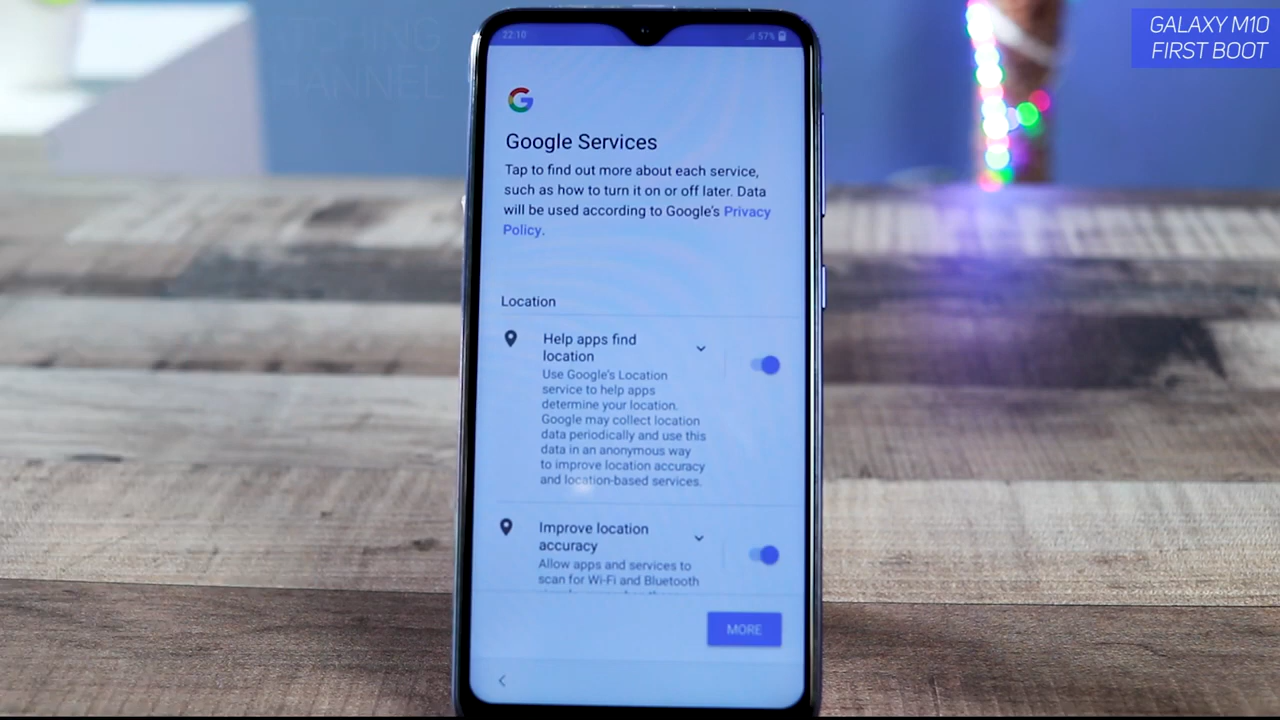 GALAXY M10
FIRST BOOT
22:10
57%
Google Services
Tap to find out more about each service,
such as how to turn it on or off later. Data
will be used according to Google's Privacy
Policy.
Location
Help apps find
location
Use Google's Location
service to help apps
determine your location.
Google may collect location
data periodically and use this
data in an anonymous way
to improve location accuracy
and location-based services.
Improve location
accuracy
Allow apps and services to
scan for Wi-Fi and Bluetooth
MORE